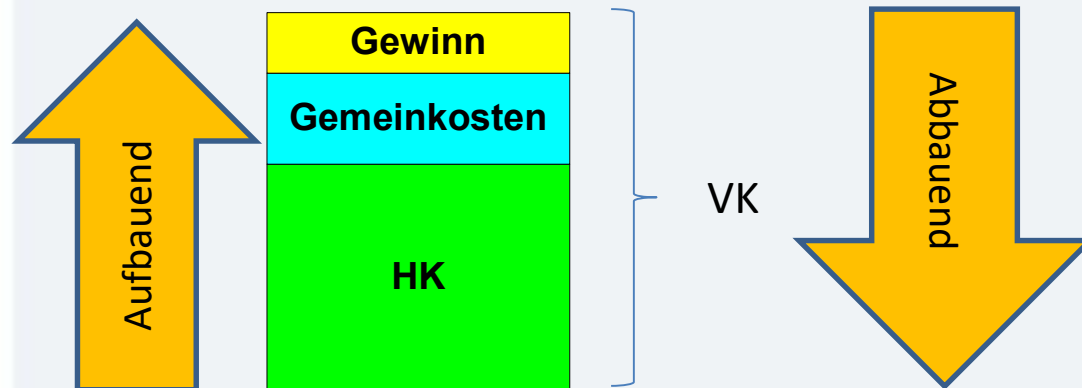 Aufbauend
Gewinn
Gemeinkosten
HK
VK
Abbauend